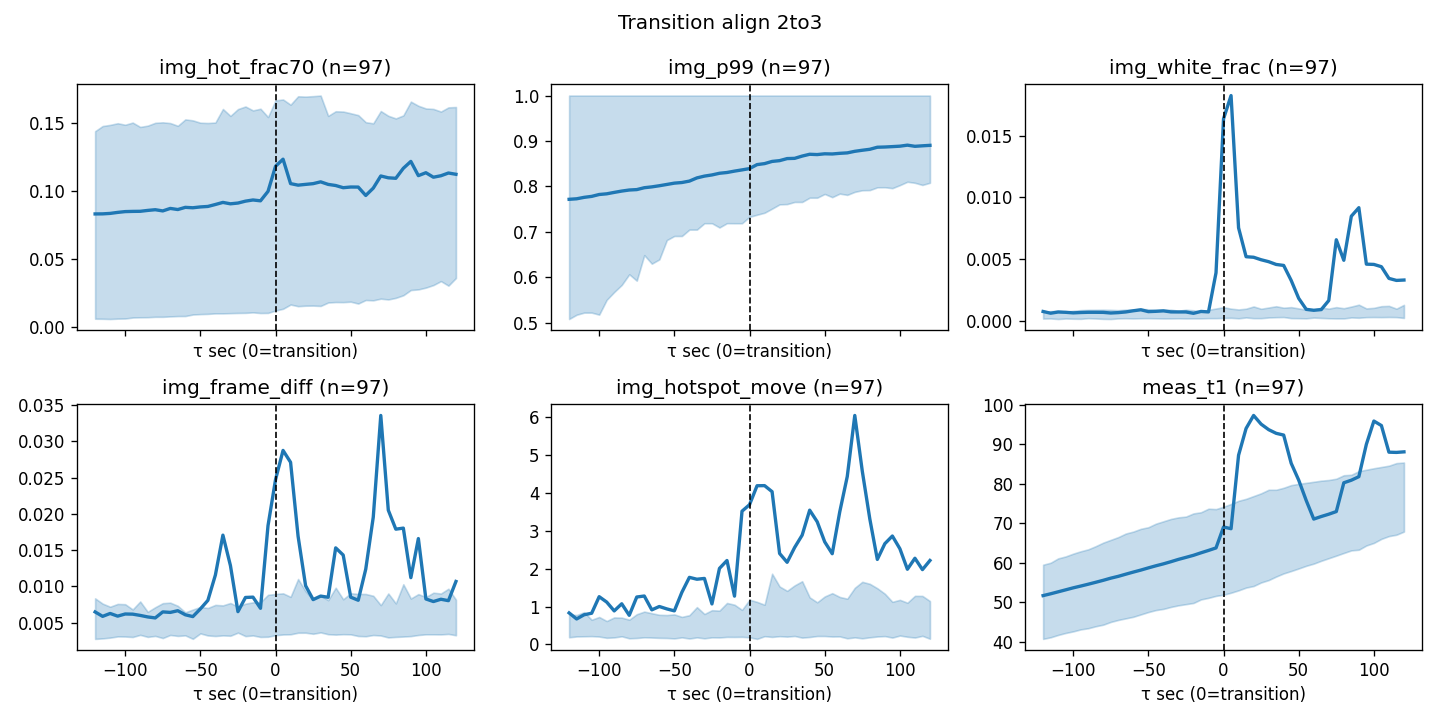 Transition align 2to3
img_hot_frac70 (n=97)
0.15
0.10
0.05
0.00
−100
−50
0
50
100
τ sec (0=transition)
img_p99 (n=97)
1.0
0.9
0.8
0.7
0.6
0.5
τ sec (0=transition)
img_white_frac (n=97)
0.015
0.010
0.005
0.000
τ sec (0=transition)
img_frame_diff (n=97)
0.035
0.030
0.025
0.020
0.015
0.010
0.005
−100 −50 0 50 100
τ sec (0=transition)
img_hotspot_move (n=97)
6
5
4
3
2
1
0
−100 −50 0 50 100
τ sec (0=transition)
meas_t1 (n=97)
100
90
80
70
60
50
40
−100 −50 0 50 100
τ sec (0=transition)